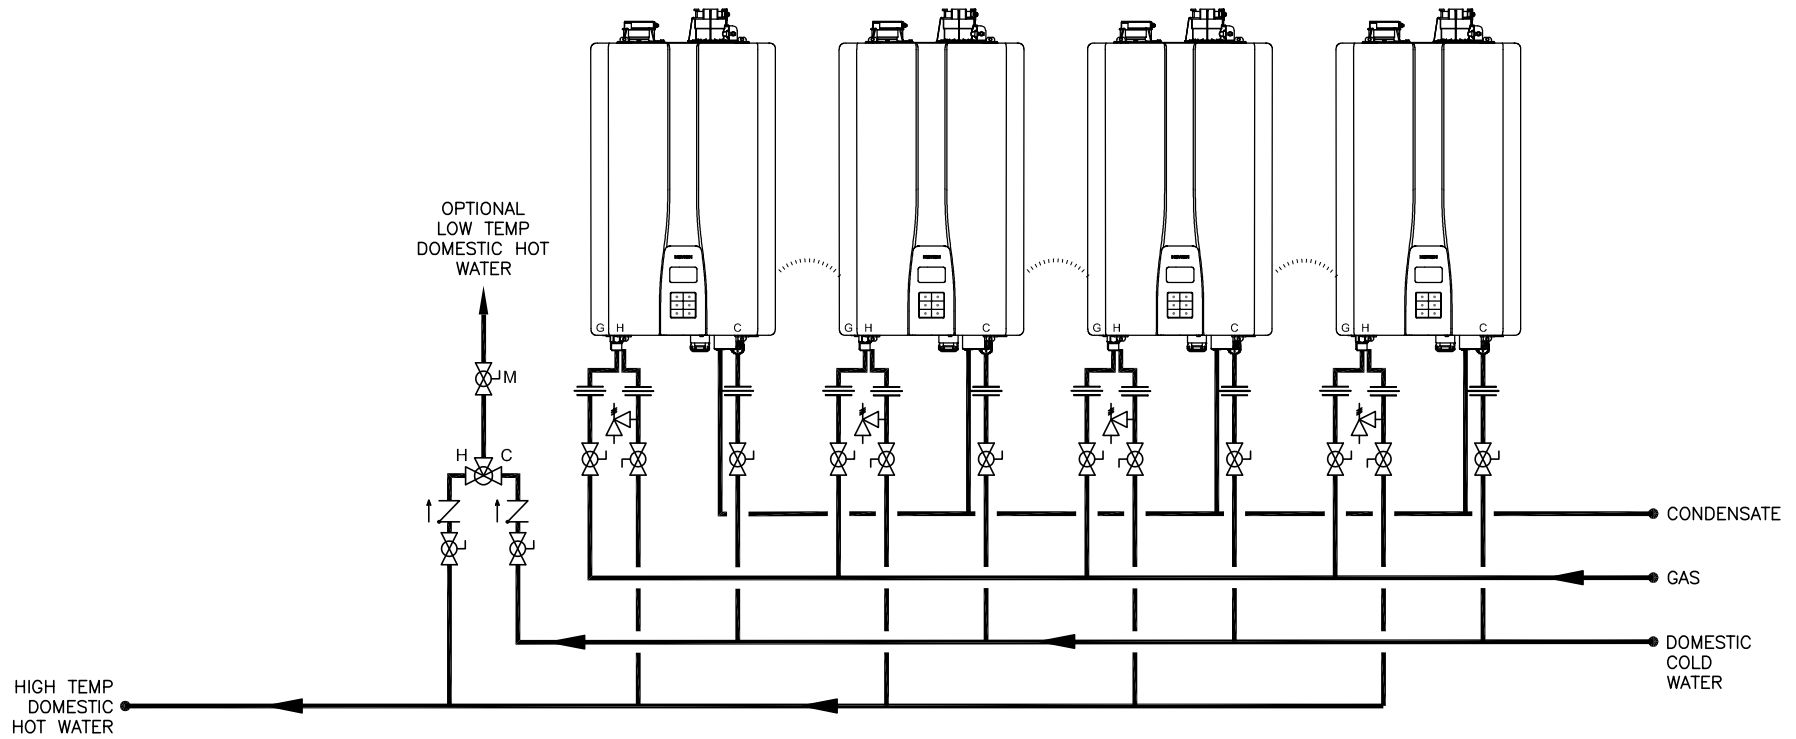 OPTIONAL
LOW TEMP
DOMESTIC HOT
WATER
G H C
G H C
G H C
G H C
M
H C
CONDENSATE
GAS
DOMESTIC
COLD
WATER
HIGH TEMP
DOMESTIC
HOT WATER